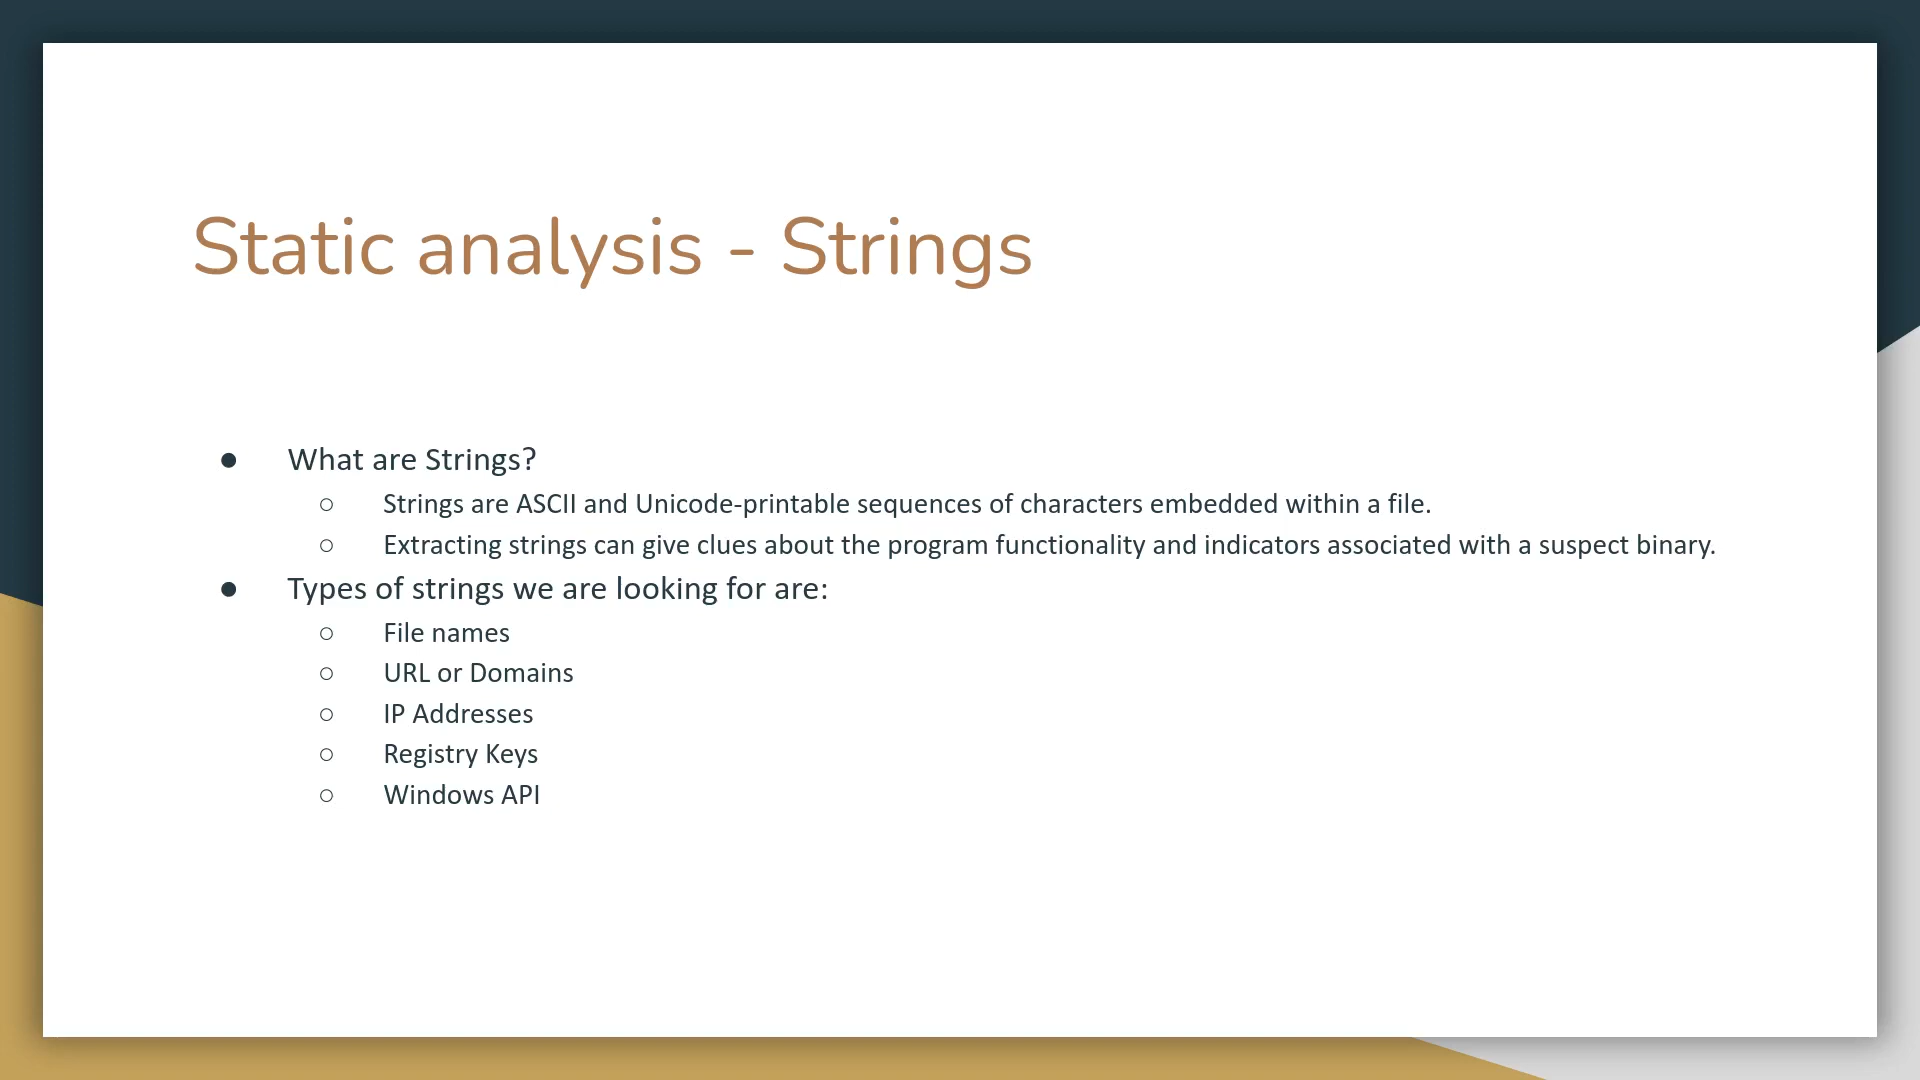 Static analysis - Strings
● What are Strings?
○ Strings are ASCII and Unicode-printable sequences of characters embedded within a file.
○ Extracting strings can give clues about the program functionality and indicators associated with a suspect binary.
● Types of strings we are looking for are:
○ File names
○ URL or Domains
○ IP Addresses
○ Registry Keys
○ Windows API